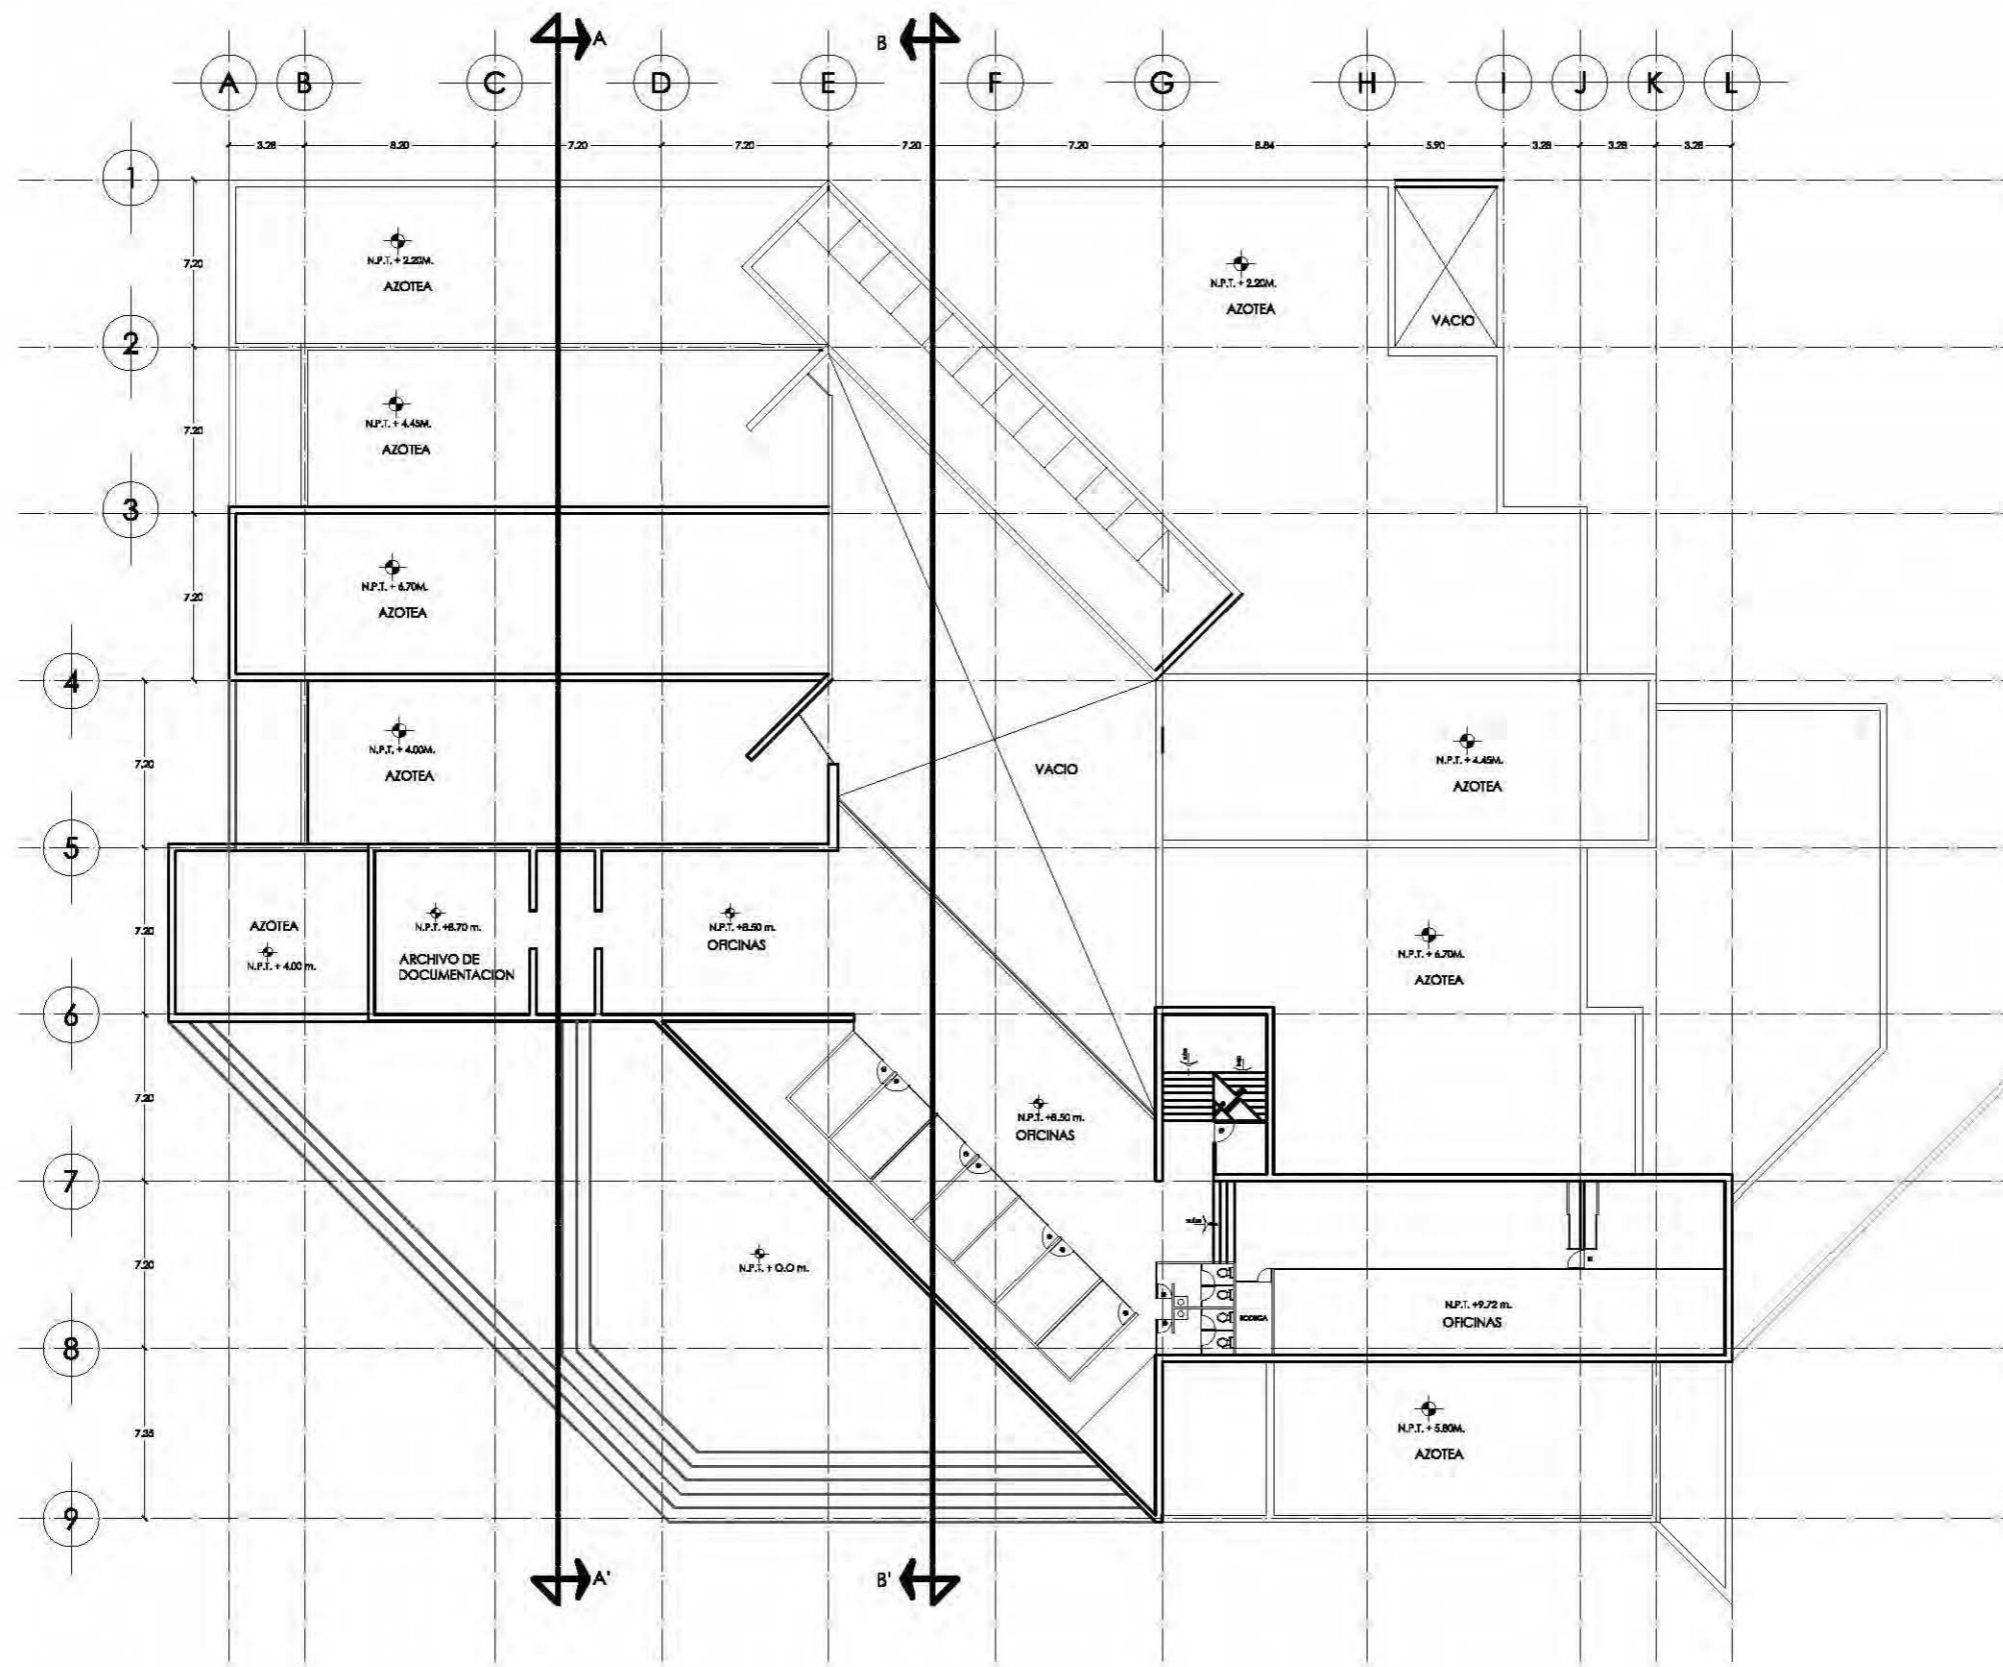 A
B
A B C D E F G H I J K L
3.28 8.20 7.20 7.20 7.20 7.20 8.84 5.90 3.28 3.28 3.28
1
7.20
N.P.T. + 2.20M.
AZOTEA
N.P.T. + 2.20M.
AZOTEA
VACIO
2
7.20
N.P.T. + 4.45M.
AZOTEA
3
7.20
N.P.T. + 6.70M.
AZOTEA
4
7.20
N.P.T. + 4.00M.
AZOTEA
VACIO
N.P.T. + 4.45M.
AZOTEA
5
7.20
AZOTEA
N.P.T. + 4.00 m.
N.P.T. +8.70 m.
ARCHIVO DE
DOCUMENTACION
N.P.T. +8.50 m.
OFICINAS
N.P.T. + 6.70M.
AZOTEA
6
7.20
N.P.T. +8.50 m.
OFICINAS
7
7.20
N.P.T. + 0.0 m.
BODEGA
N.P.T. +9.72 m.
OFICINAS
8
7.35
N.P.T. + 5.80M.
AZOTEA
9
A'
B'